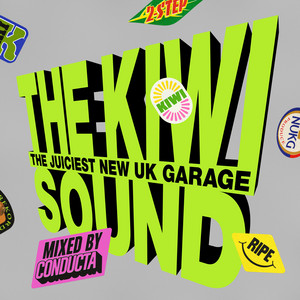 2-STEP
THE KIWI
KIWI
THE JUICIEST NEW UK GARAGE
SOUND
NUKG
MIXED BY
CONDUCTA
RIPE